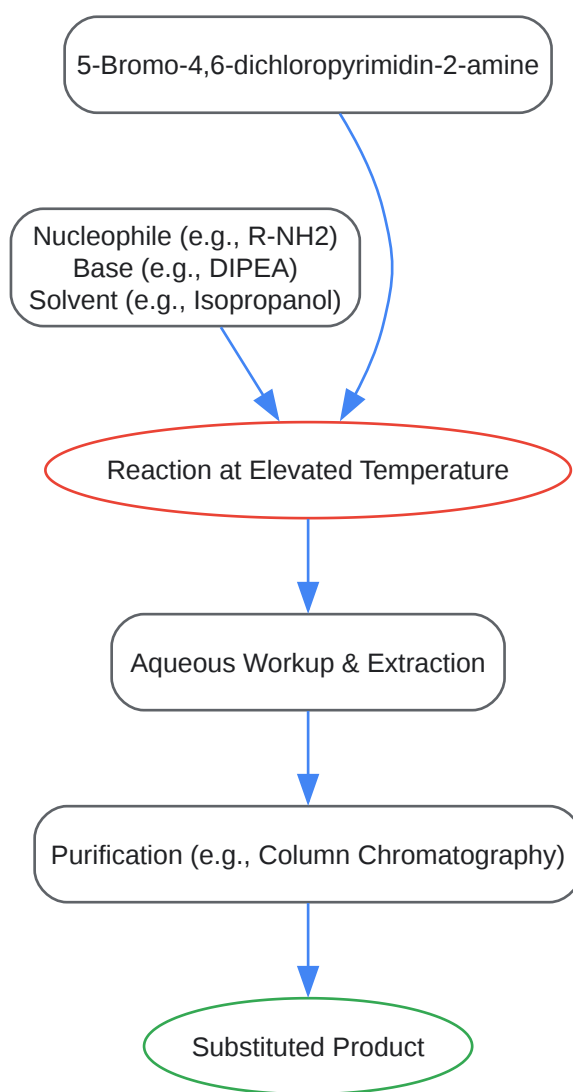 5-Bromo-4,6-dichloropyrimidin-2-amine
Nucleophile (e.g., R-NH2)
Base (e.g., DIPEA)
Solvent (e.g., Isopropanol)
Reaction at Elevated Temperature
Aqueous Workup & Extraction
Purification (e.g., Column Chromatography)
Substituted Product